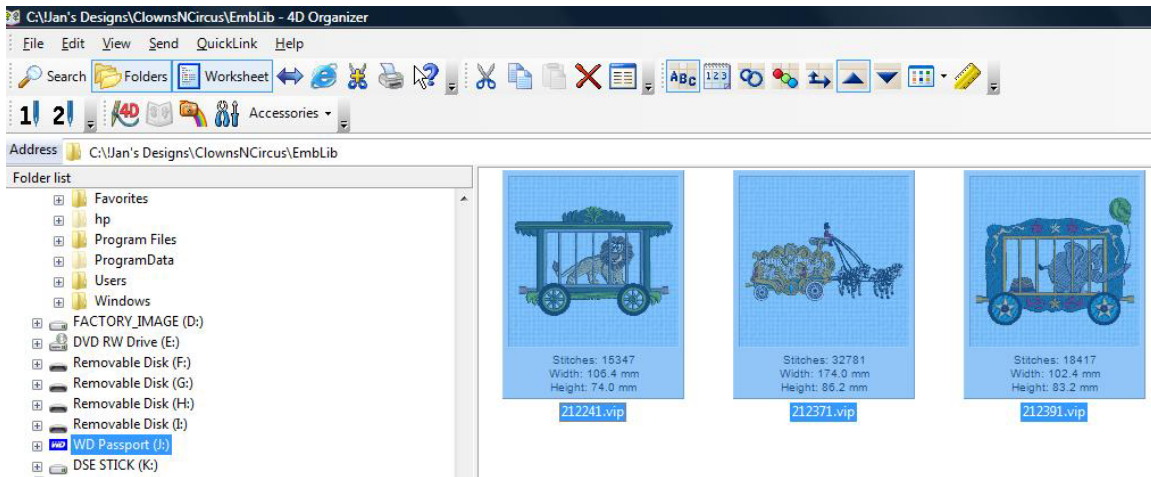 C:\!Jan's Designs\ClownsNCircus\EmbLib - 4D Organizer
File Edit View Send QuickLink Help
Search Folders Worksheet ABC 123
1 2 4D Accessories
Address C:\!Jan's Designs\ClownsNCircus\EmbLib
Folder list
Favorites
hp
Program Files
ProgramData
Users
Windows
FACTORY_IMAGE (D:)
DVD RW Drive (E:)
Removable Disk (F:)
Removable Disk (G:)
Removable Disk (H:)
Removable Disk (I:)
WD WD Passport (J:)
DSE STICK (K:)
Stitches: 15347
Width: 106.4 mm
Height: 74.0 mm
212241.vip
Stitches: 32781
Width: 174.0 mm
Height: 86.2 mm
212371.vip
Stitches: 18417
Width: 102.4 mm
Height: 83.2 mm
212391.vip